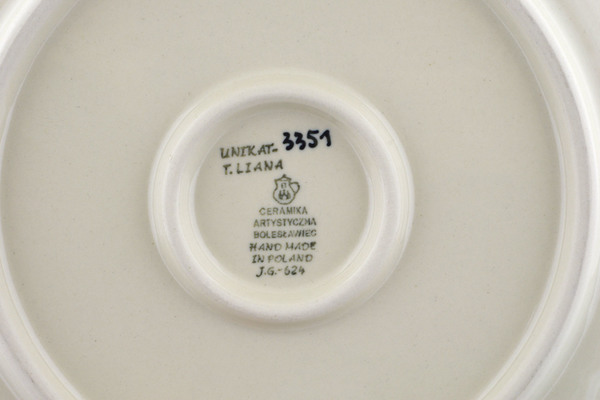 UNIKAT- 3351
T. LIANA
CERAMIKA
ARTYSTYCZNA
BOLESŁAWIEC
HAND MADE
IN POLAND
J.G.-624